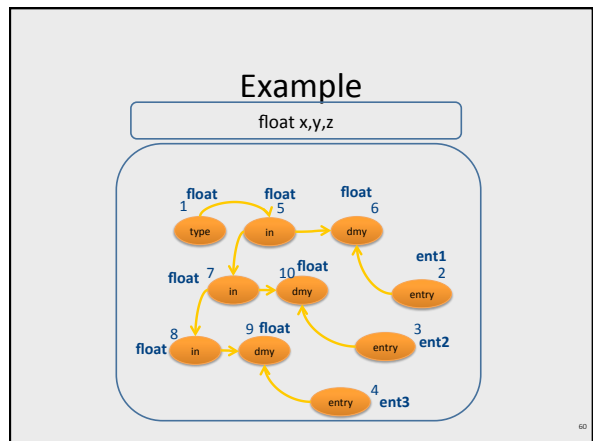 Example
float x,y,z
float float float
1 5 6
type in dmy
ent1
float 7 10 float 2
in dmy entry
8 9 float 3
float in dmy entry ent2
4
entry ent3
60